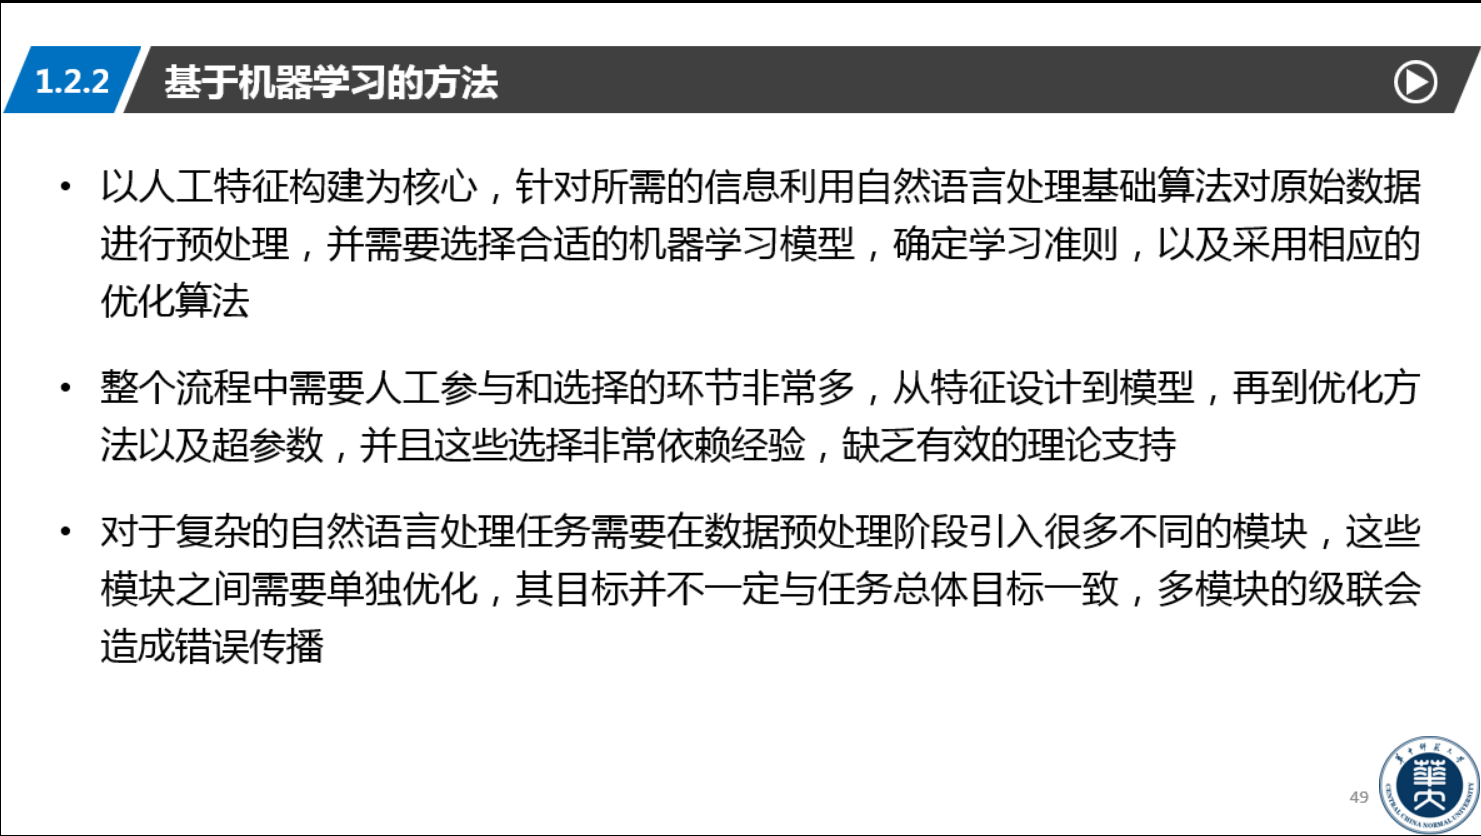 1.2.2 基于机器学习的方法
• 以人工特征构建为核心，针对所需的信息利用自然语言处理基础算法对原始数据
进行预处理，并需要选择合适的机器学习模型，确定学习准则，以及采用相应的
优化算法
• 整个流程中需要人工参与和选择的环节非常多，从特征设计到模型，再到优化方
法以及超参数，并且这些选择非常依赖经验，缺乏有效的理论支持
• 对于复杂的自然语言处理任务需要在数据预处理阶段引入很多不同的模块，这些
模块之间需要单独优化，其目标并不一定与任务总体目标一致，多模块的级联会
造成错误传播
49
华中师范大学
CENTRAL CHINA NORMAL UNIVERSITY